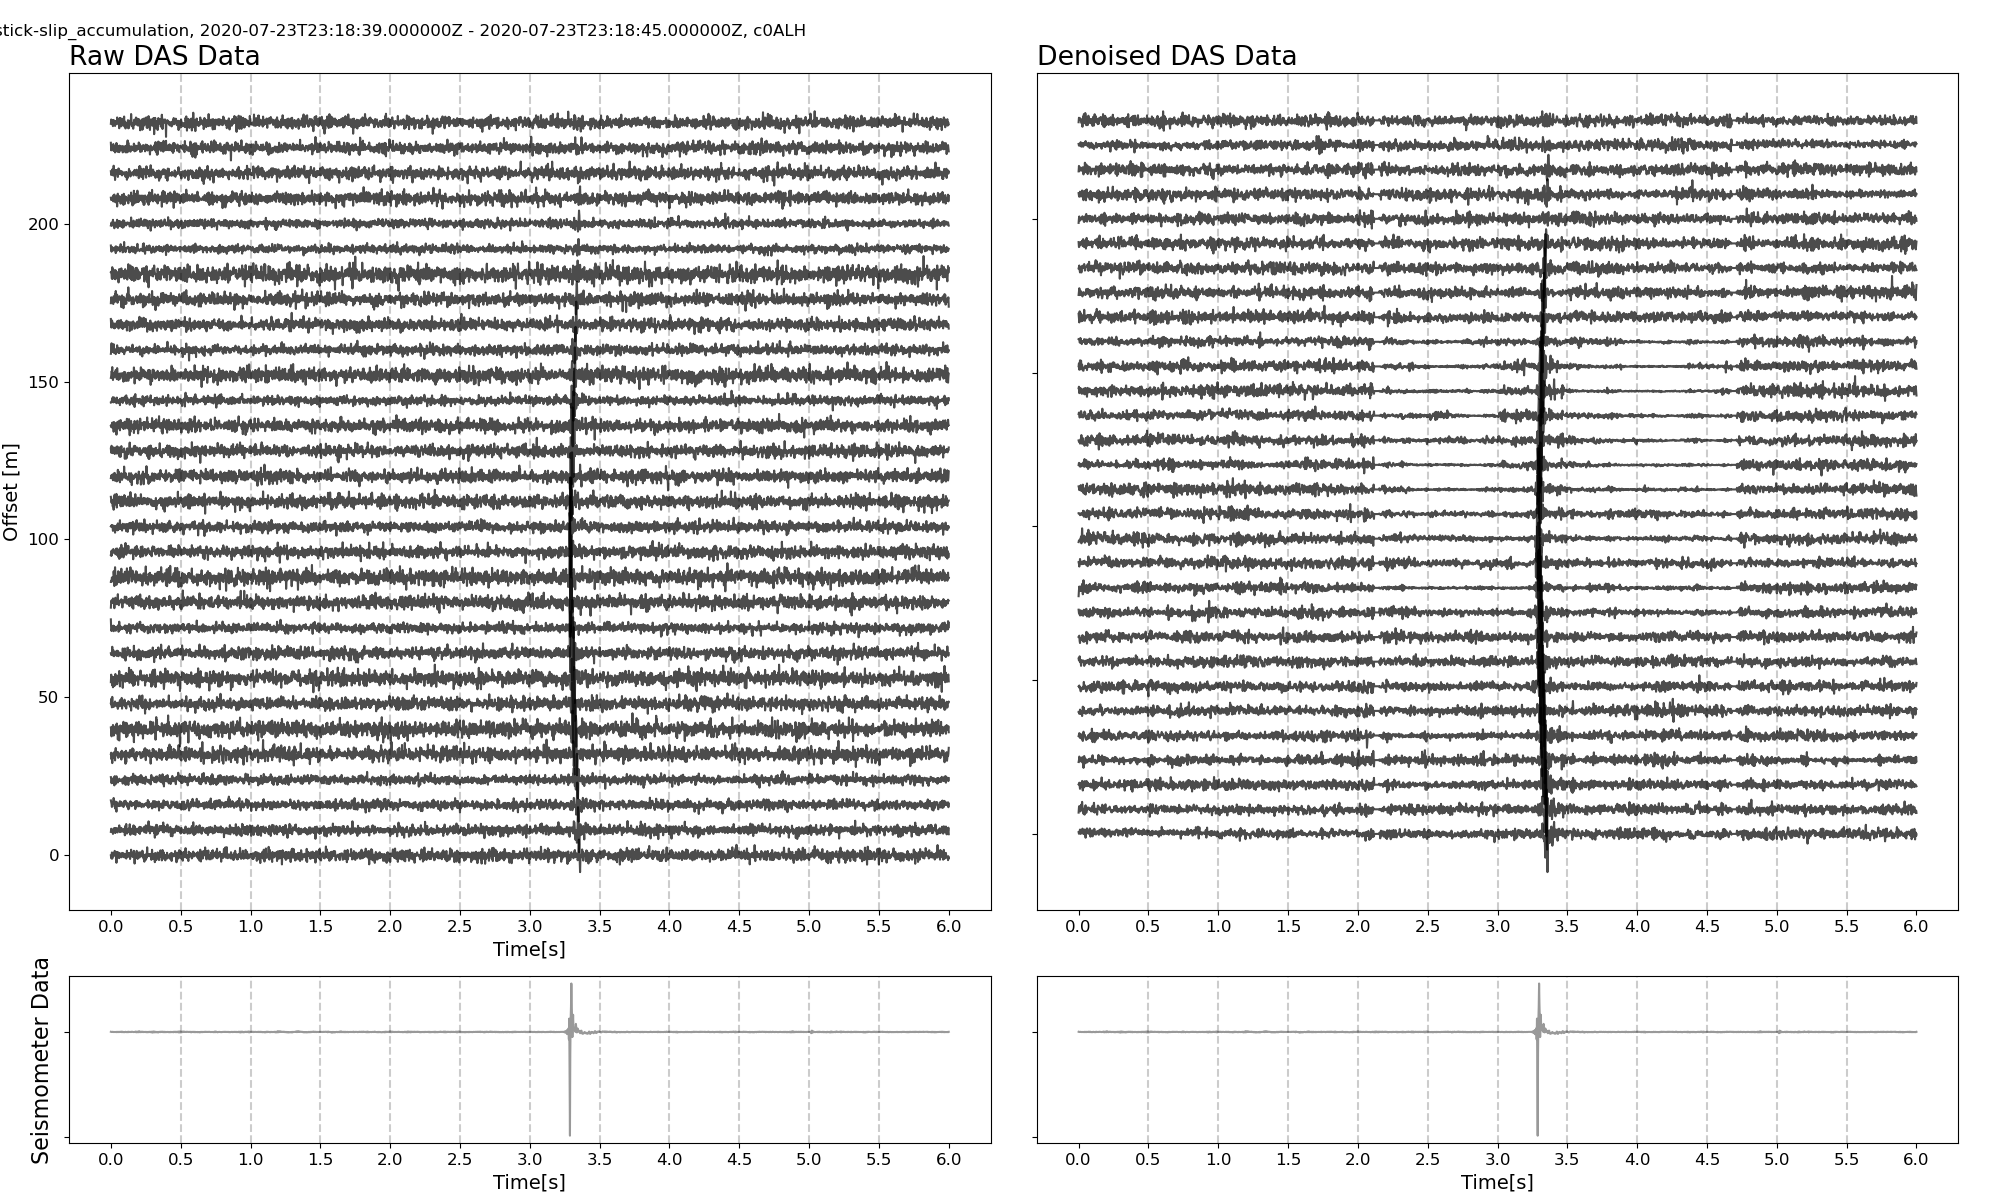 stick-slip_accumulation, 2020-07-23T23:18:39.000000Z - 2020-07-23T23:18:45.000000Z, c0ALH
Raw DAS Data
Denoised DAS Data
Offset [m]
200
150
100
50
0
0.0 0.5 1.0 1.5 2.0 2.5 3.0 3.5 4.0 4.5 5.0 5.5 6.0
Time[s]
0.0 0.5 1.0 1.5 2.0 2.5 3.0 3.5 4.0 4.5 5.0 5.5 6.0
Seismometer Data
0.0 0.5 1.0 1.5 2.0 2.5 3.0 3.5 4.0 4.5 5.0 5.5 6.0
Time[s]
0.0 0.5 1.0 1.5 2.0 2.5 3.0 3.5 4.0 4.5 5.0 5.5 6.0
Time[s]